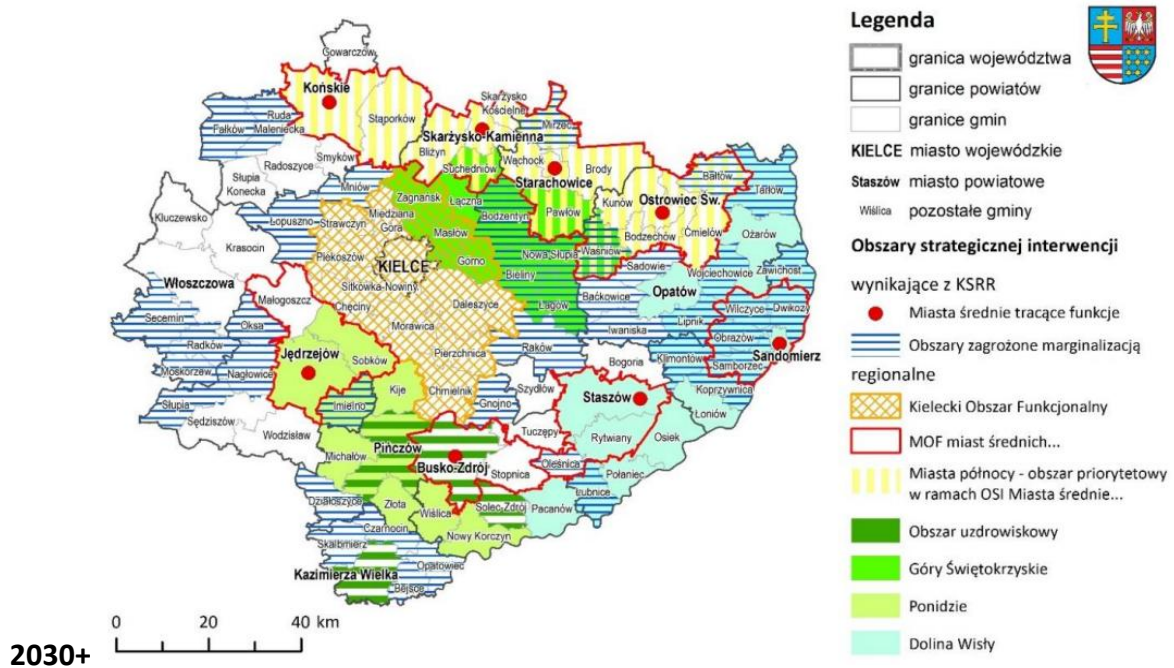 Gowarczów
Końskie
Stąporków
Skarżysko
Kościelne
Skarżysko-Kamienna
Mirzec
Ruda
Maleniecka
Fałków
Smyków
Radoszyce
Bliżyn
Suchedniów
Wąchock
Starachowice
Brody
Bałtów
Tarłów
Słupia
Konecka
Mniów
Zagnańsk
Łączna
Bodzentyn
Pawłów
Kunów
Ostrowiec Św.
Bodzechów
Ćmielów
Ożarów
Kluczewsko
Łopuszno
Strawczyn
Miedziana
Góra
Masłów
Krasocin
Piekoszów
KIELCE
Górno
Nowa Słupia
Waśniów
Sadowie
Wojciechowice
Zawichost
Bieliny
Sitkówka-Nowiny
Włoszczowa
Małogoszcz
Chęciny
Daleszyce
Łagów
Baćkowice
Opatów
Wilczyce
Dwikozy
Secemin
Oksa
Morawica
Iwaniska
Lipnik
Obrazów
Radków
Jędrzejów
Sobków
Pierzchnica
Raków
Bogoria
Klimontów
Samborzec
Sandomierz
Moskorzew
Nagłowice
Kije
Chmielnik
Szydłów
Staszów
Koprzywnica
Słupia
Imielno
Gnojno
Łoniów
Sędziszów
Wodzisław
Pińczów
Tuczępy
Rytwiany
Osiek
Michałów
Busko-Zdrój
Stopnica
Oleśnica
Połaniec
Łubnice
Działoszyce
Złota
Wiślica
Solec-Zdrój
Pacanów
Czarnocin
Nowy Korczyn
Skalbmierz
Opatowiec
Kazimierza Wielka
Bejsce
0 20 40 km
2030+
Legenda
granica województwa
granice powiatów
granice gmin
KIELCE miasto wojewódzkie
Staszów miasto powiatowe
Wiślica pozostałe gminy
Obszary strategicznej interwencji
wynikające z KSRR
Miasta średnie tracące funkcje
Obszary zagrożone marginalizacją
regionalne
Kielecki Obszar Funkcjonalny
MOF miast średnich...
Miasta północy - obszar priorytetowy
w ramach OSI Miasta średnie...
Obszar uzdrowiskowy
Góry Świętokrzyskie
Ponidzie
Dolina Wisły